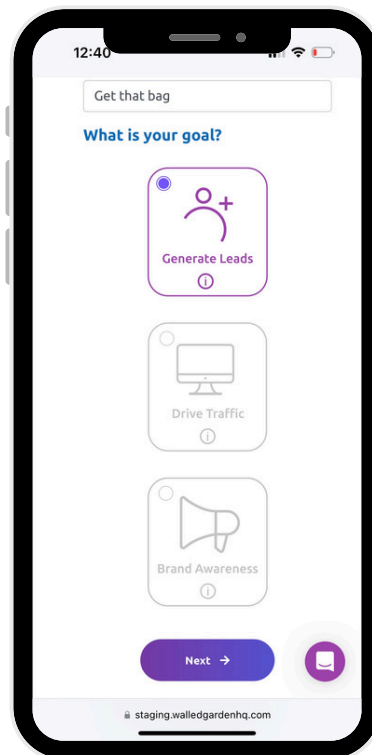 12:40
Get that bag
What is your goal?
Generate Leads
Drive Traffic
Brand Awareness
Next →
staging.walledgardenhq.com